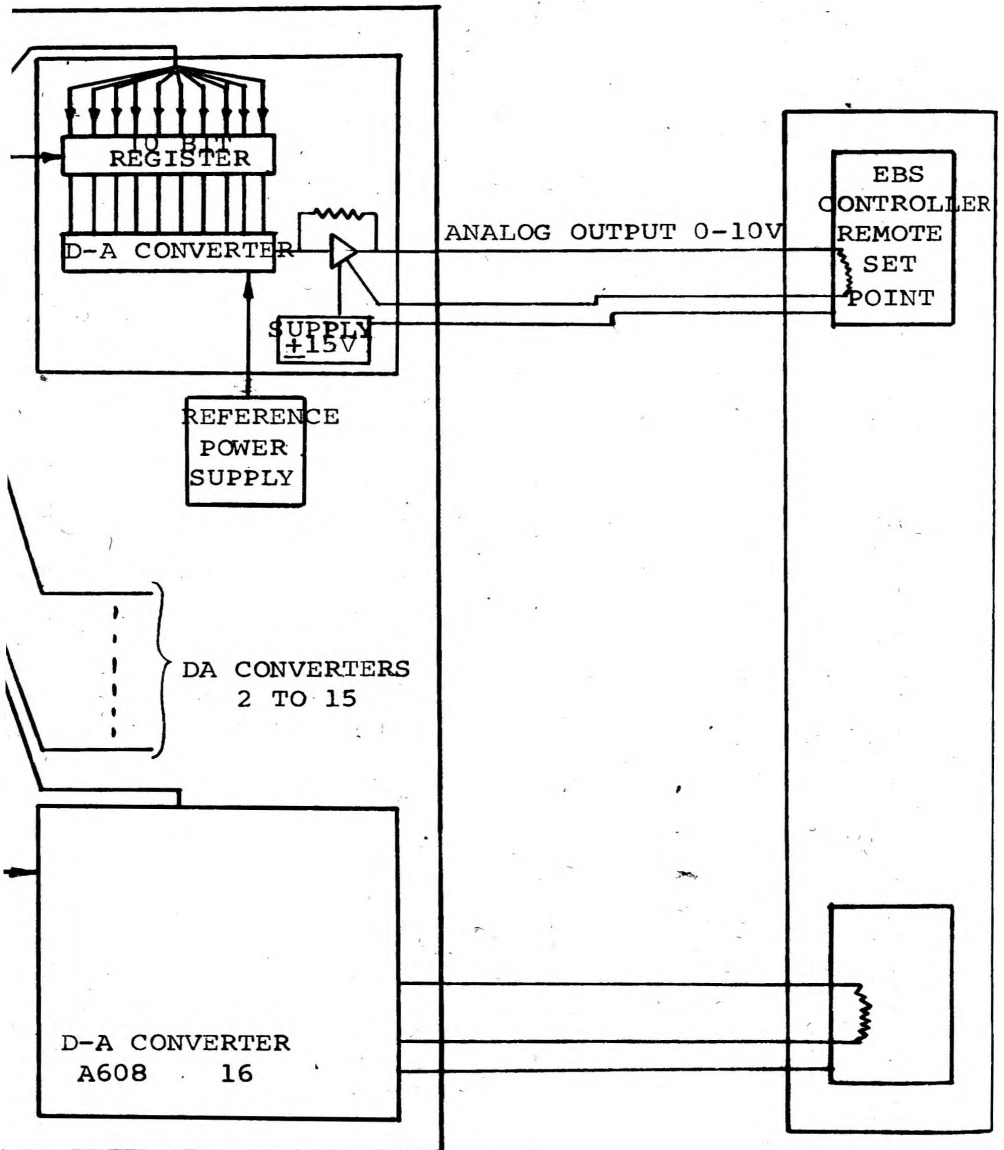 10 BIT
REGISTER
D-A CONVERTER
SUPPLY
±15V
REFERENCE
POWER
SUPPLY
ANALOG OUTPUT 0-10V
EBS
CONTROLLER
REMOTE
SET
POINT
DA CONVERTERS
2 TO 15
D-A CONVERTER
A608 16